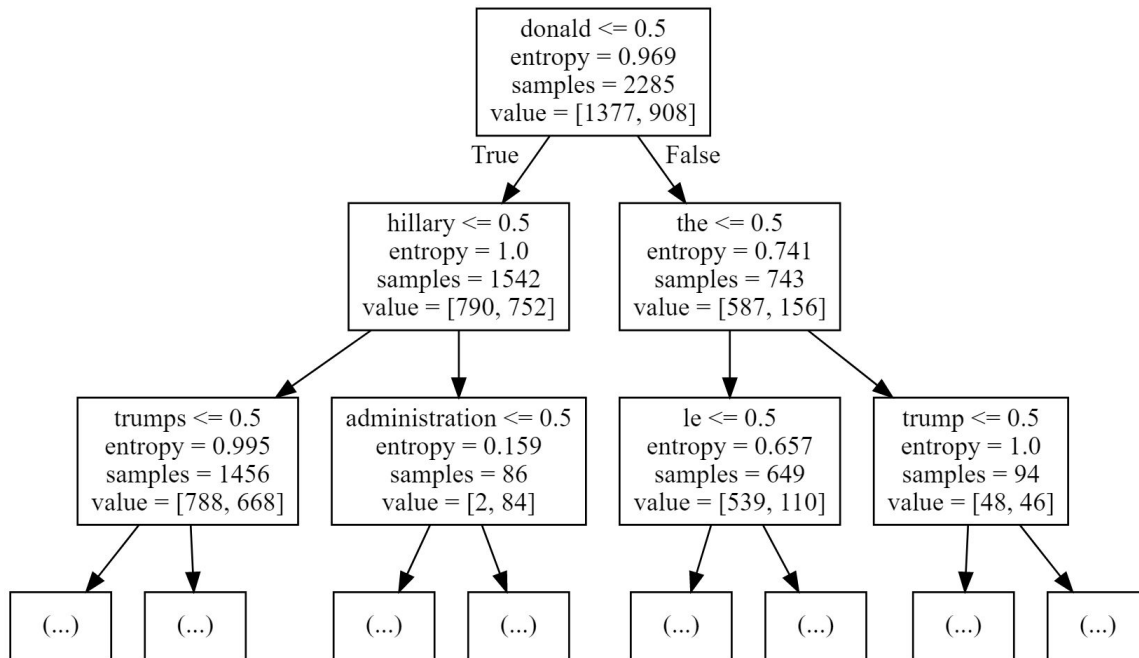 donald <= 0.5
entropy = 0.969
samples = 2285
value = [1377, 908]
True
False
hillary <= 0.5
entropy = 1.0
samples = 1542
value = [790, 752]
the <= 0.5
entropy = 0.741
samples = 743
value = [587, 156]
trumps <= 0.5
entropy = 0.995
samples = 1456
value = [788, 668]
administration <= 0.5
entropy = 0.159
samples = 86
value = [2, 84]
le <= 0.5
entropy = 0.657
samples = 649
value = [539, 110]
trump <= 0.5
entropy = 1.0
samples = 94
value = [48, 46]
(...)
(...)
(...)
(...)
(...)
(...)
(...)
(...)